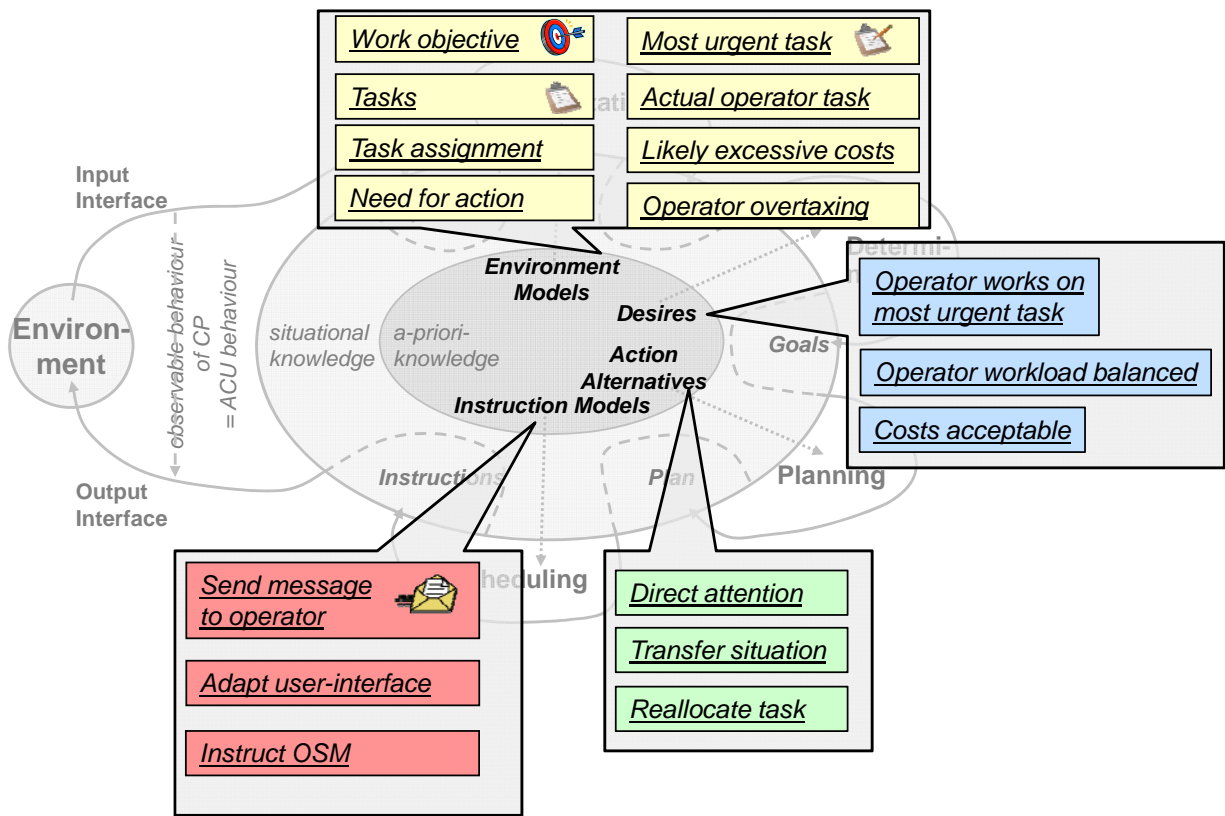 Work objective
Most urgent task
Tasks
Actual operator task
Task assignment
Likely excessive costs
Need for action
Operator overtaxing
Input
Interface
Environ-
ment
observable behaviour
of CP
= ACU behaviour
Output
Interface
situational
knowledge
a-priori-
knowledge
Environment
Models
Desires
Action
Alternatives
Instruction Models
Goals
Determi-
Operator works on
most urgent task
Operator workload balanced
Costs acceptable
Instructions
Plan
Planning
heduling
Send message
to operator
Adapt user-interface
Instruct OSM
Direct attention
Transfer situation
Reallocate task